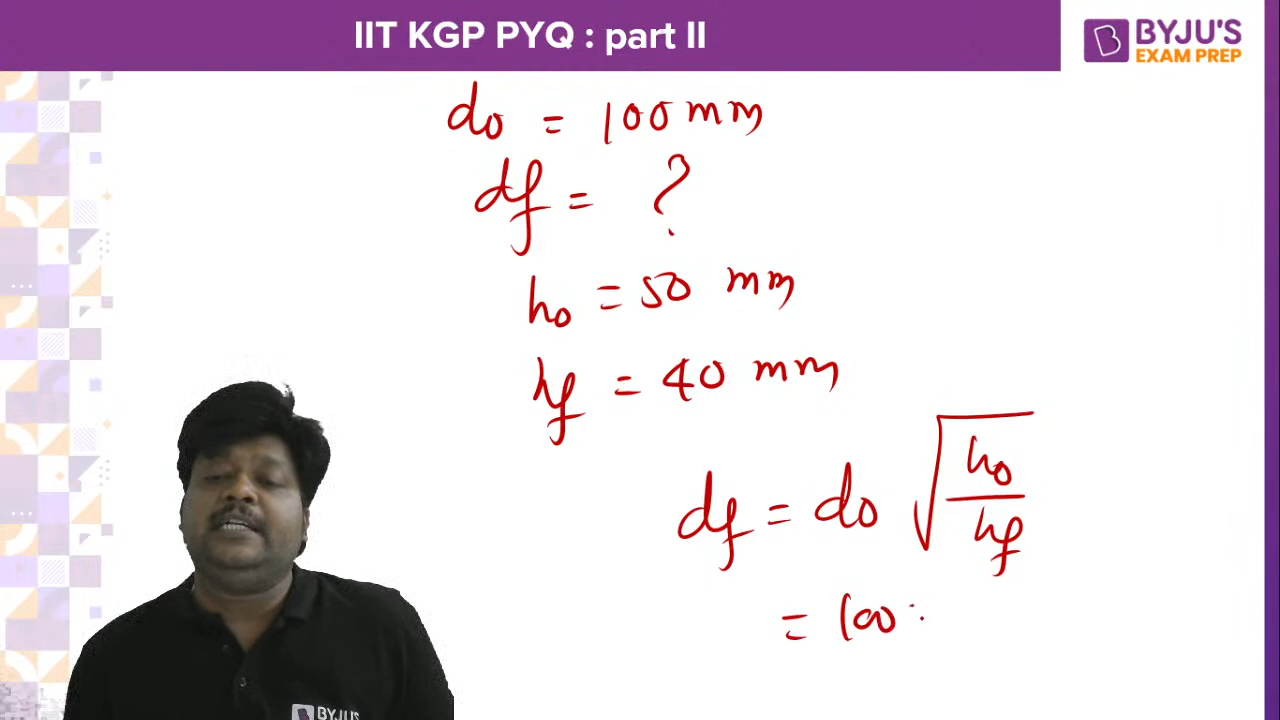 IIT KGP PYQ : part II
BYJU'S
EXAM PREP
do = 100 mm
df = ?
ho = 50 mm
hf = 40 mm
df = do √ho/hf
= 100
BYJU'S